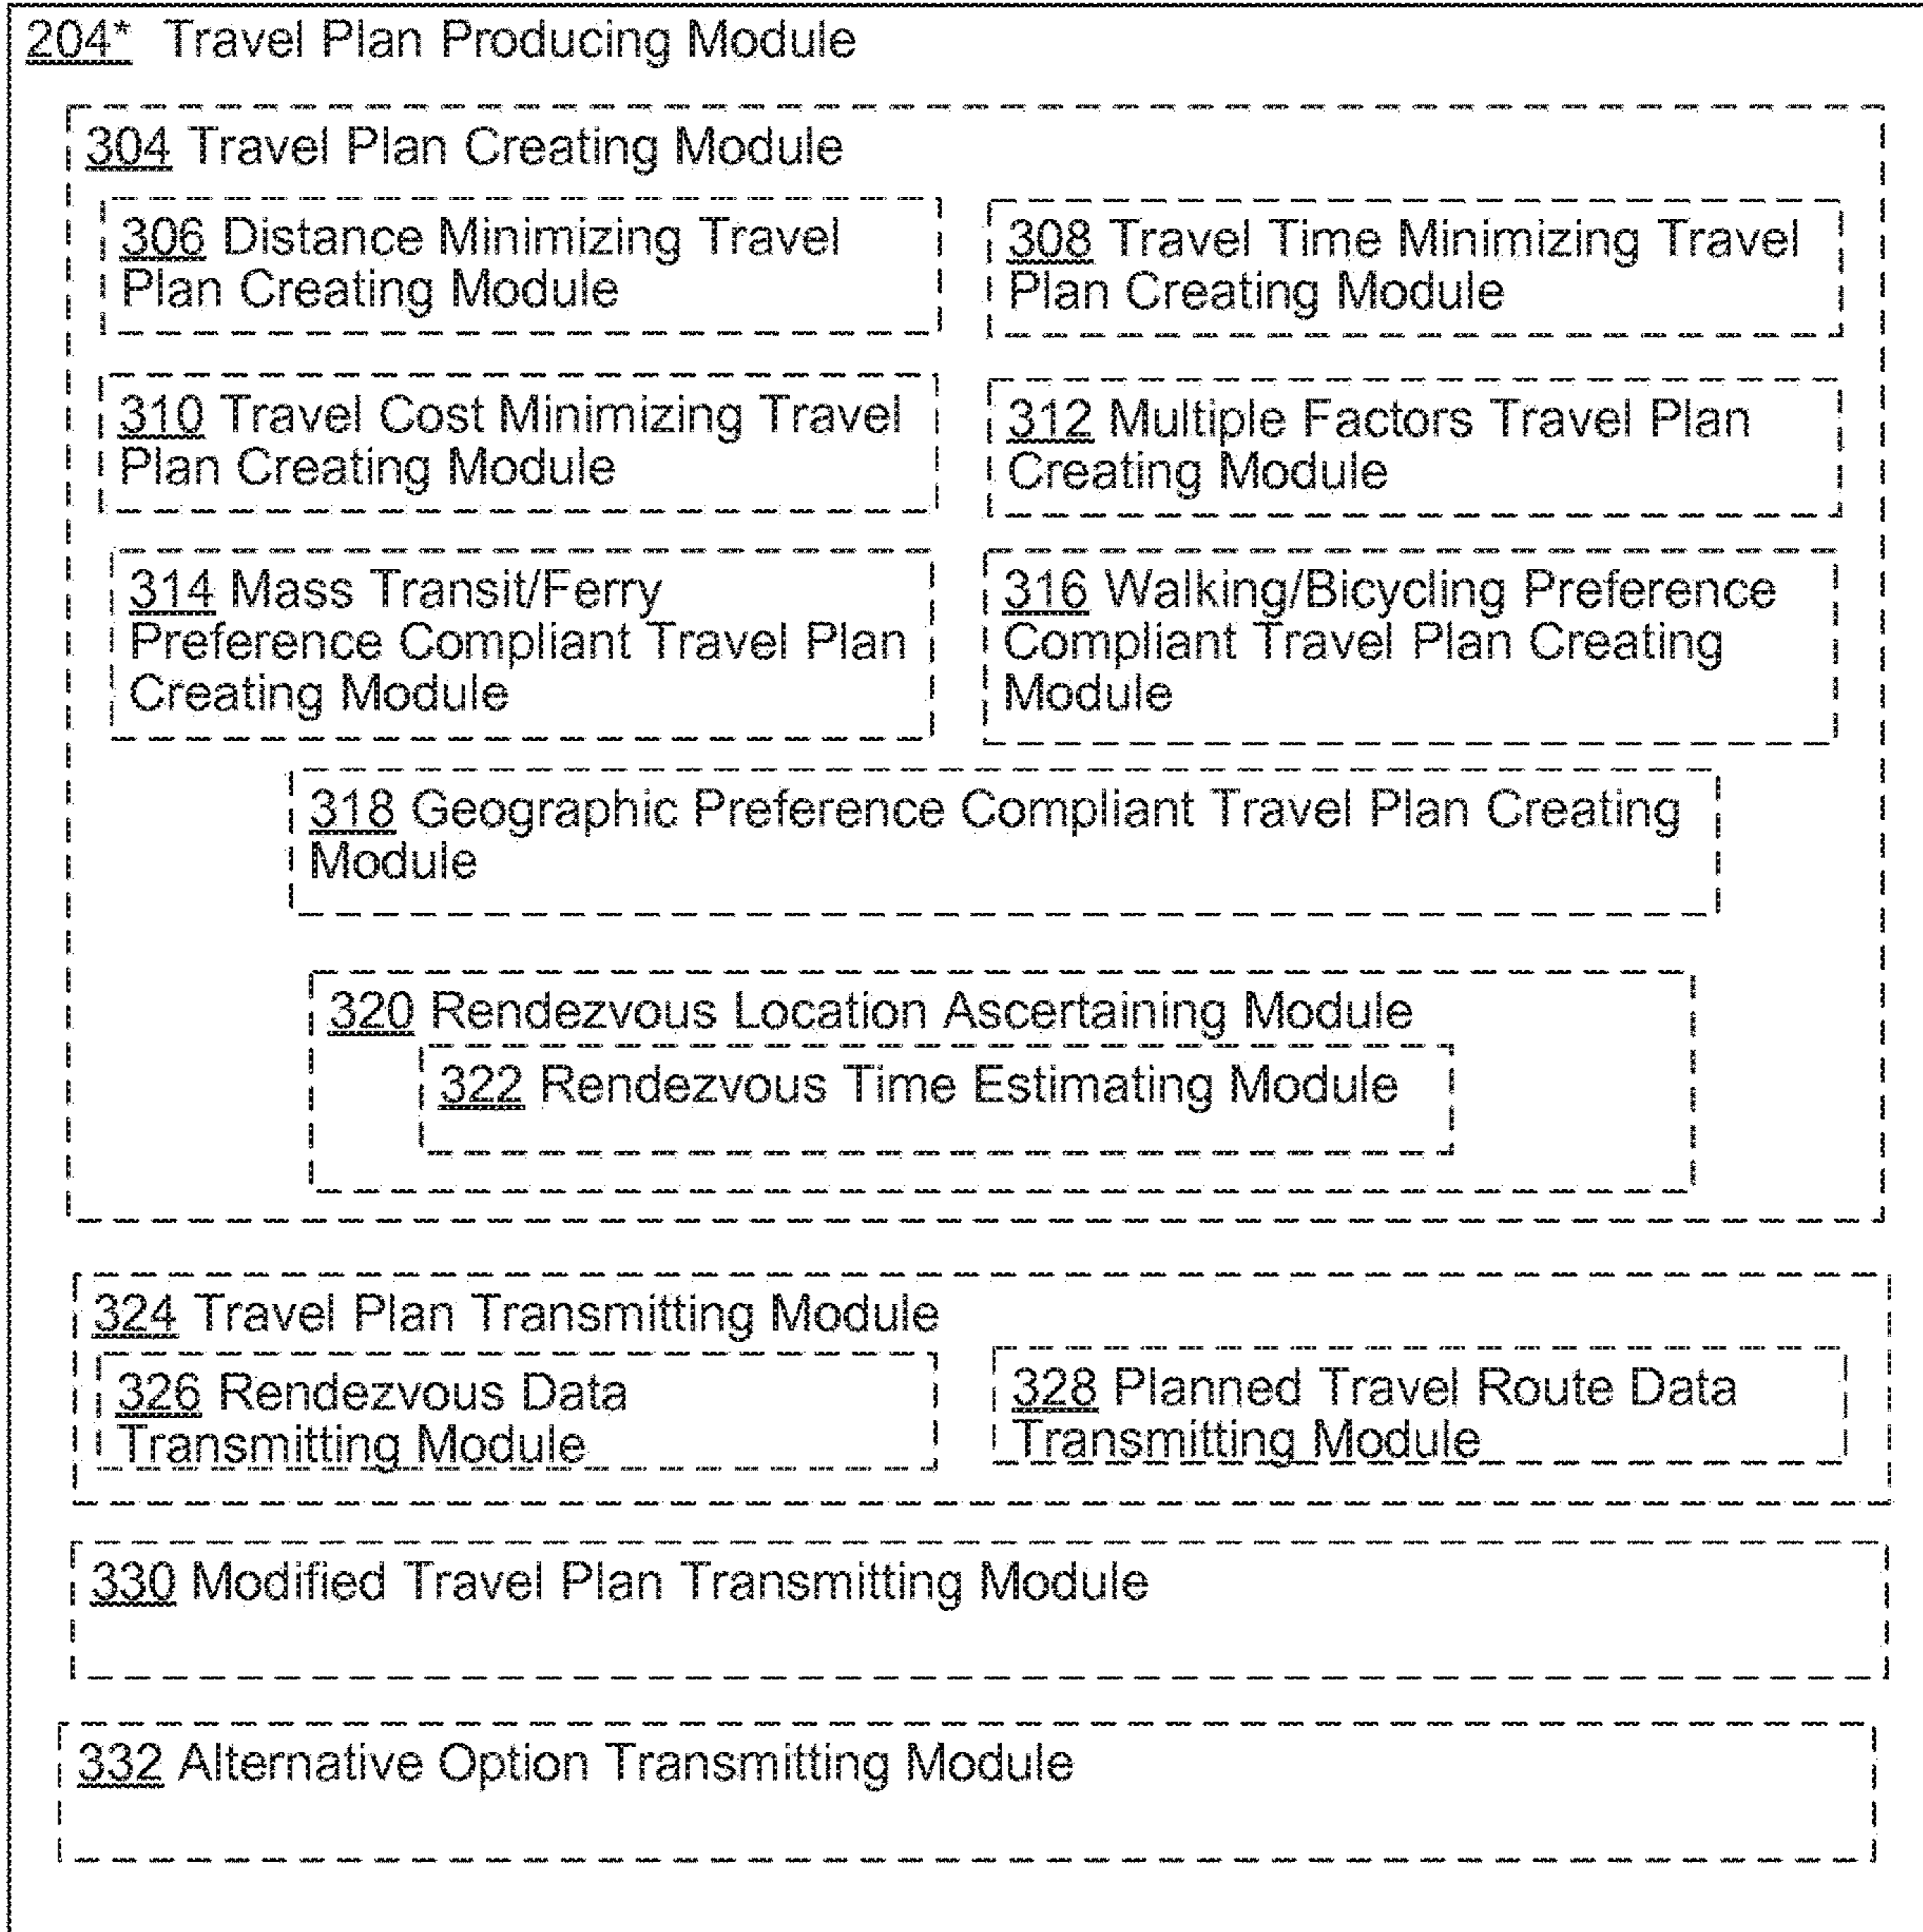 204* Travel Plan Producing Module
304 Travel Plan Creating Module
306 Distance Minimizing Travel
Plan Creating Module
308 Travel Time Minimizing Travel
Plan Creating Module
310 Travel Cost Minimizing Travel
Plan Creating Module
312 Multiple Factors Travel Plan
Creating Module
314 Mass Transit/Ferry
Preference Compliant Travel Plan
Creating Module
316 Walking/Bicycling Preference
Compliant Travel Plan Creating
Module
318 Geographic Preference Compliant Travel Plan Creating
Module
320 Rendezvous Location Ascertaining Module
322 Rendezvous Time Estimating Module
324 Travel Plan Transmitting Module
326 Rendezvous Data
Transmitting Module
328 Planned Travel Route Data
Transmitting Module
330 Modified Travel Plan Transmitting Module
332 Alternative Option Transmitting Module